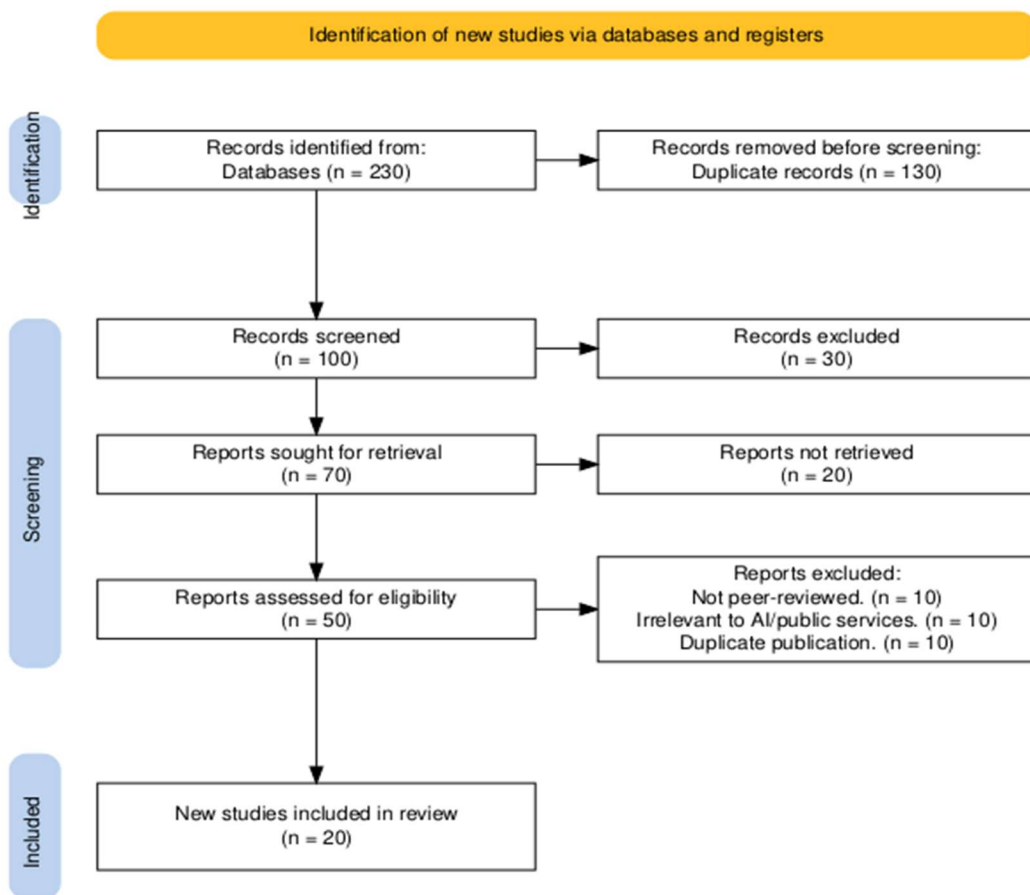 Identification of new studies via databases and registers
Identification
Records identified from:
Databases (n = 230)
Records removed before screening:
Duplicate records (n = 130)
Screening
Records screened
(n = 100)
Records excluded
(n = 30)
Reports sought for retrieval
(n = 70)
Reports not retrieved
(n = 20)
Reports assessed for eligibility
(n = 50)
Reports excluded:
Not peer-reviewed. (n = 10)
Irrelevant to AI/public services. (n = 10)
Duplicate publication. (n = 10)
Included
New studies included in review
(n = 20)